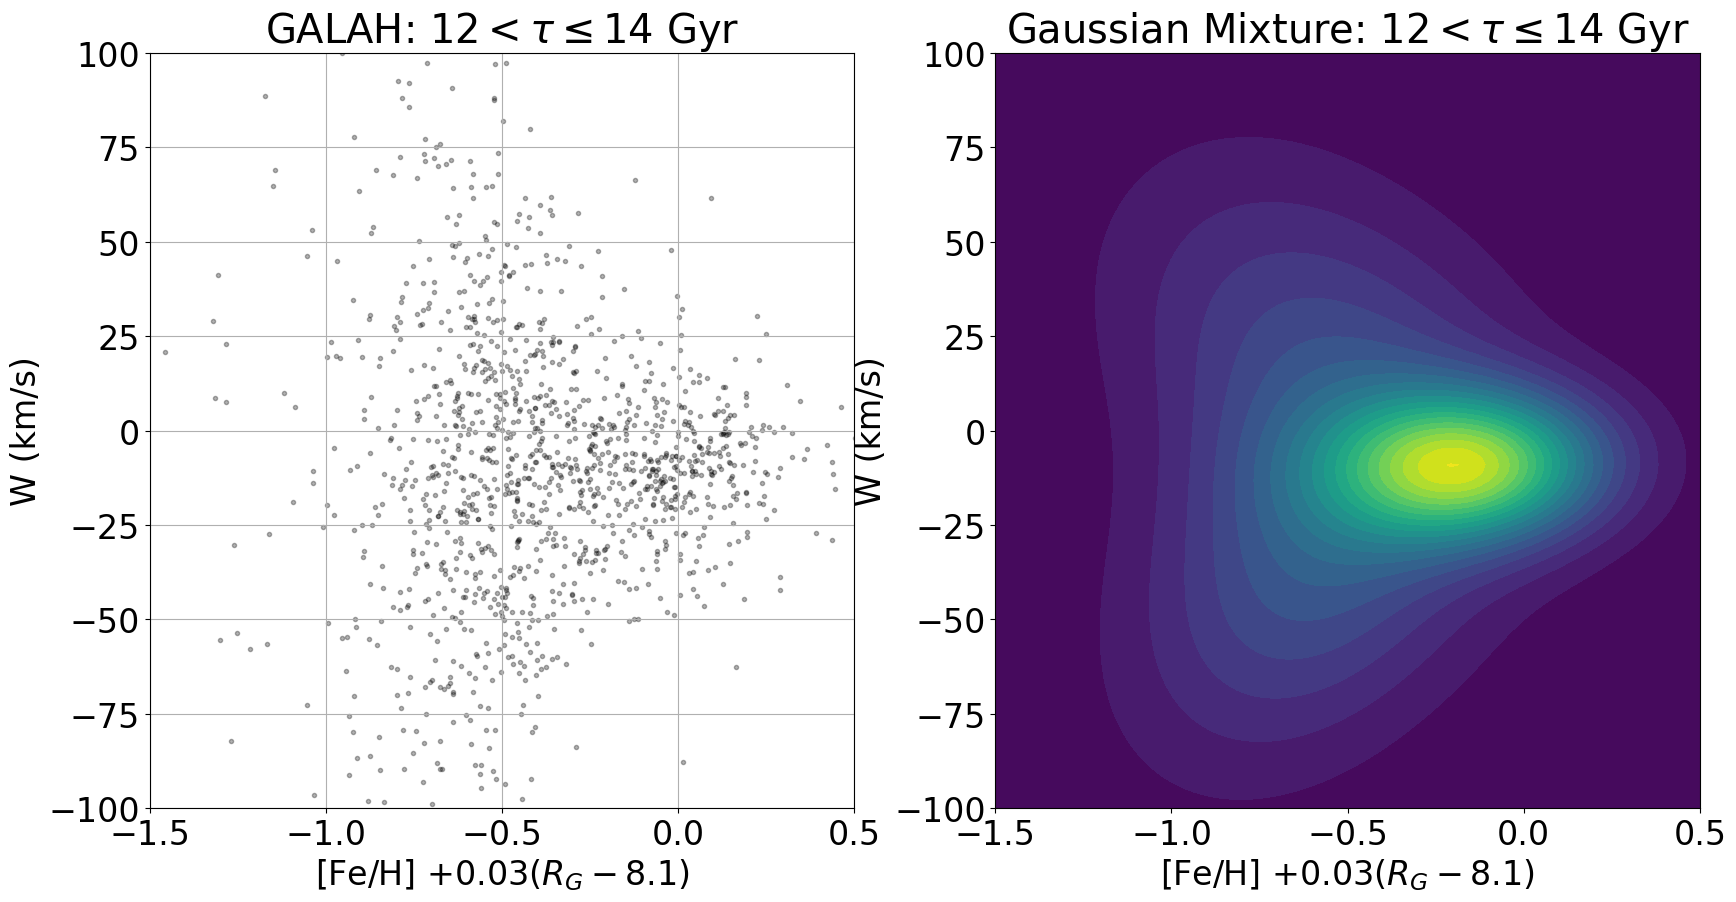 GALAH: 12 < τ ≤ 14 Gyr
100
75
50
25
0
−25
−50
−75
−100
W (km/s)
−1.5 −1.0 −0.5 0.0 0.5
[Fe/H] +0.03(R_G − 8.1)
Gaussian Mixture: 12 < τ ≤ 14 Gyr
100
75
50
25
0
−25
−50
−75
−100
W (km/s)
−1.5 −1.0 −0.5 0.0 0.5
[Fe/H] +0.03(R_G − 8.1)